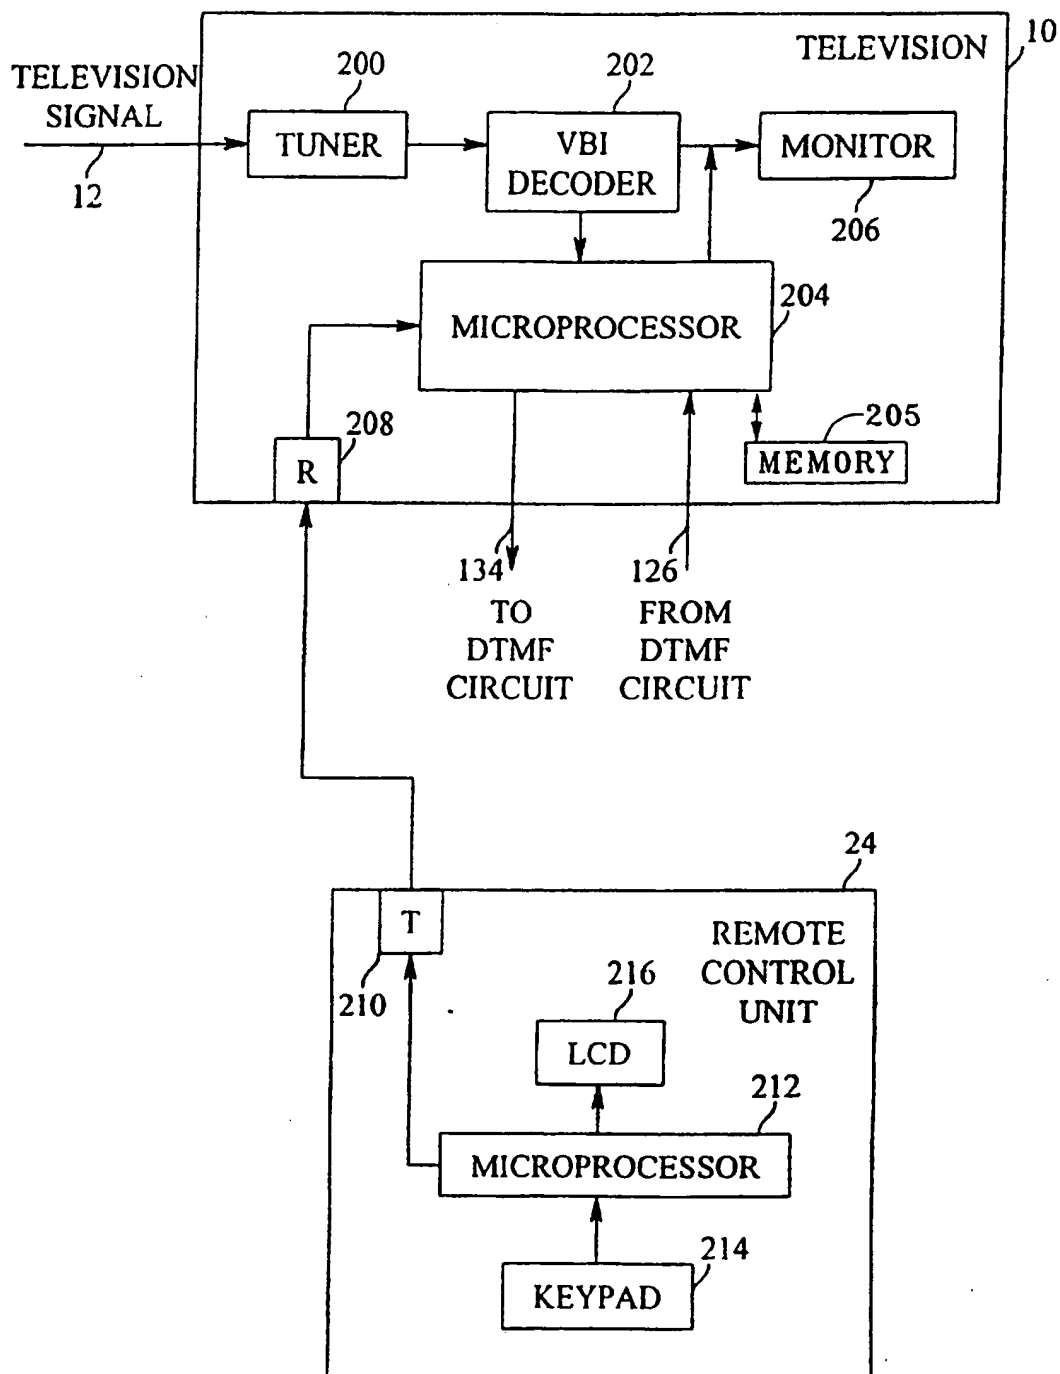 10
TELEVISION
TELEVISION
SIGNAL
12
200
TUNER
202
VBI
DECODER
MONITOR
206
204
MICROPROCESSOR
208
R
205
MEMORY
134
TO
DTMF
CIRCUIT
126
FROM
DTMF
CIRCUIT
24
T
210
REMOTE
CONTROL
UNIT
216
LCD
212
MICROPROCESSOR
214
KEYPAD